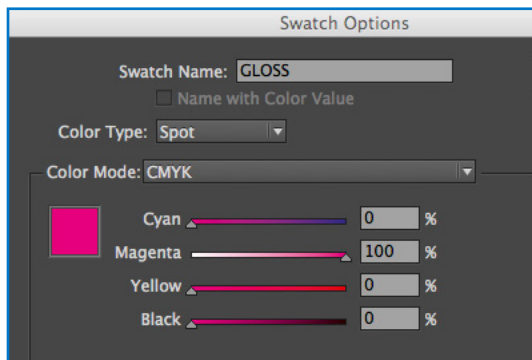 Swatch Options
Swatch Name: GLOSS
Name with Color Value
Color Type: Spot
Color Mode: CMYK
Cyan 0 %
Magenta 100 %
Yellow 0 %
Black 0 %